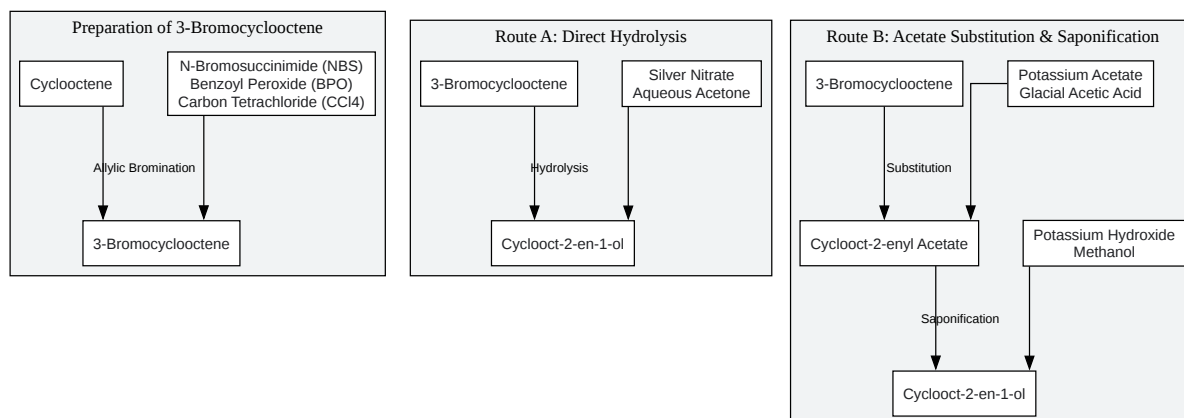 Preparation of 3-Bromocyclooctene
Cyclooctene
N-Bromosuccinimide (NBS)
Benzoyl Peroxide (BPO)
Carbon Tetrachloride (CCl4)
Allylic Bromination
3-Bromocyclooctene
Route A: Direct Hydrolysis
3-Bromocyclooctene
Silver Nitrate
Aqueous Acetone
Hydrolysis
Cyclooct-2-en-1-ol
Route B: Acetate Substitution & Saponification
3-Bromocyclooctene
Potassium Acetate
Glacial Acetic Acid
Substitution
Cyclooct-2-enyl Acetate
Potassium Hydroxide
Methanol
Saponification
Cyclooct-2-en-1-ol